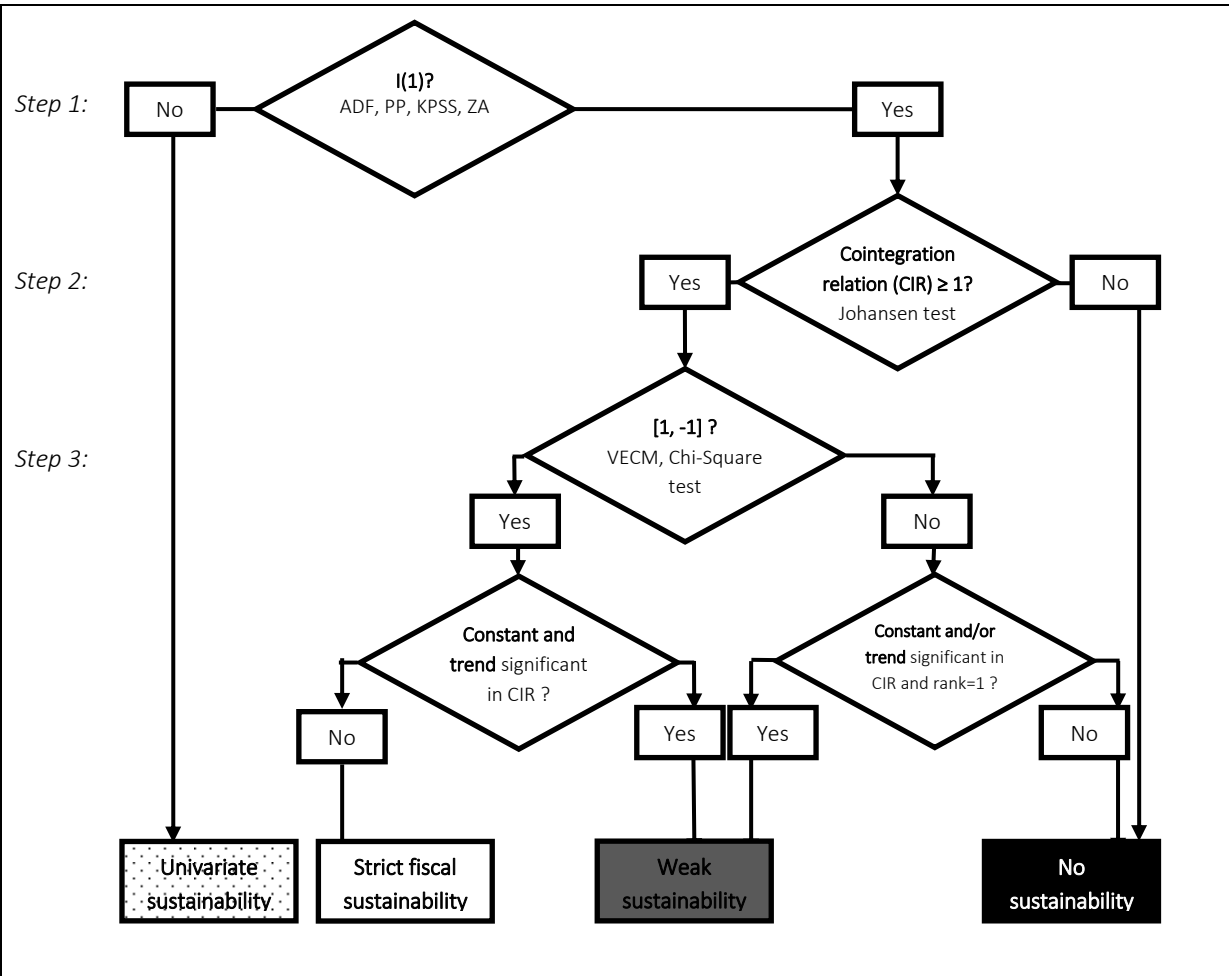 Step 1:
No
I(1)?
ADF, PP, KPSS, ZA
Yes
Step 2:
Yes
Cointegration
relation (CIR) ≥ 1?
Johansen test
No
Step 3:
[1, -1] ?
VECM, Chi-Square
test
Yes
No
Constant and
trend significant
in CIR ?
Constant and/or
trend significant in
CIR and rank=1 ?
No
Yes
Yes
No
Univariate
sustainability
Strict fiscal
sustainability
Weak
sustainability
No
sustainability